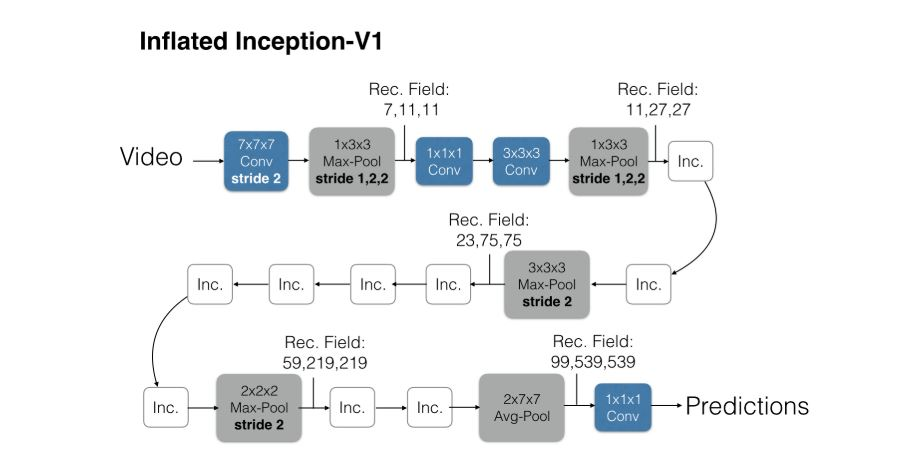 Inflated Inception-V1
Rec. Field:
7,11,11
Rec. Field:
11,27,27
Video
7x7x7
Conv
stride 2
1x3x3
Max-Pool
stride 1,2,2
1x1x1
Conv
3x3x3
Conv
1x3x3
Max-Pool
stride 1,2,2
Inc.
Rec. Field:
23,75,75
Inc.
3x3x3
Max-Pool
stride 2
Inc.
Inc.
Inc.
Inc.
Rec. Field:
59,219,219
Rec. Field:
99,539,539
Inc.
2x2x2
Max-Pool
stride 2
Inc.
Inc.
2x7x7
Avg-Pool
1x1x1
Conv
Predictions